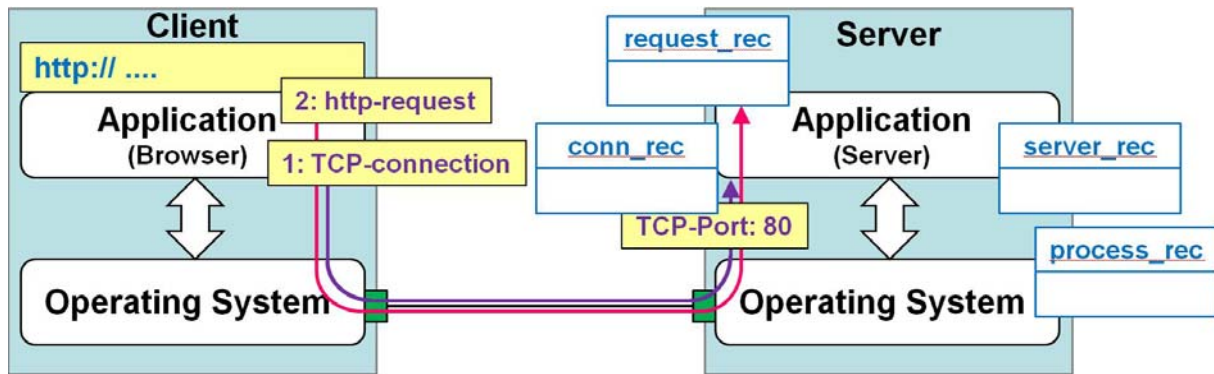 Client
http:// ....
2: http-request
Application
(Browser)
1: TCP-connection
Operating System
request_rec
Server
conn_rec
Application
(Server)
server_rec
TCP-Port: 80
process_rec
Operating System